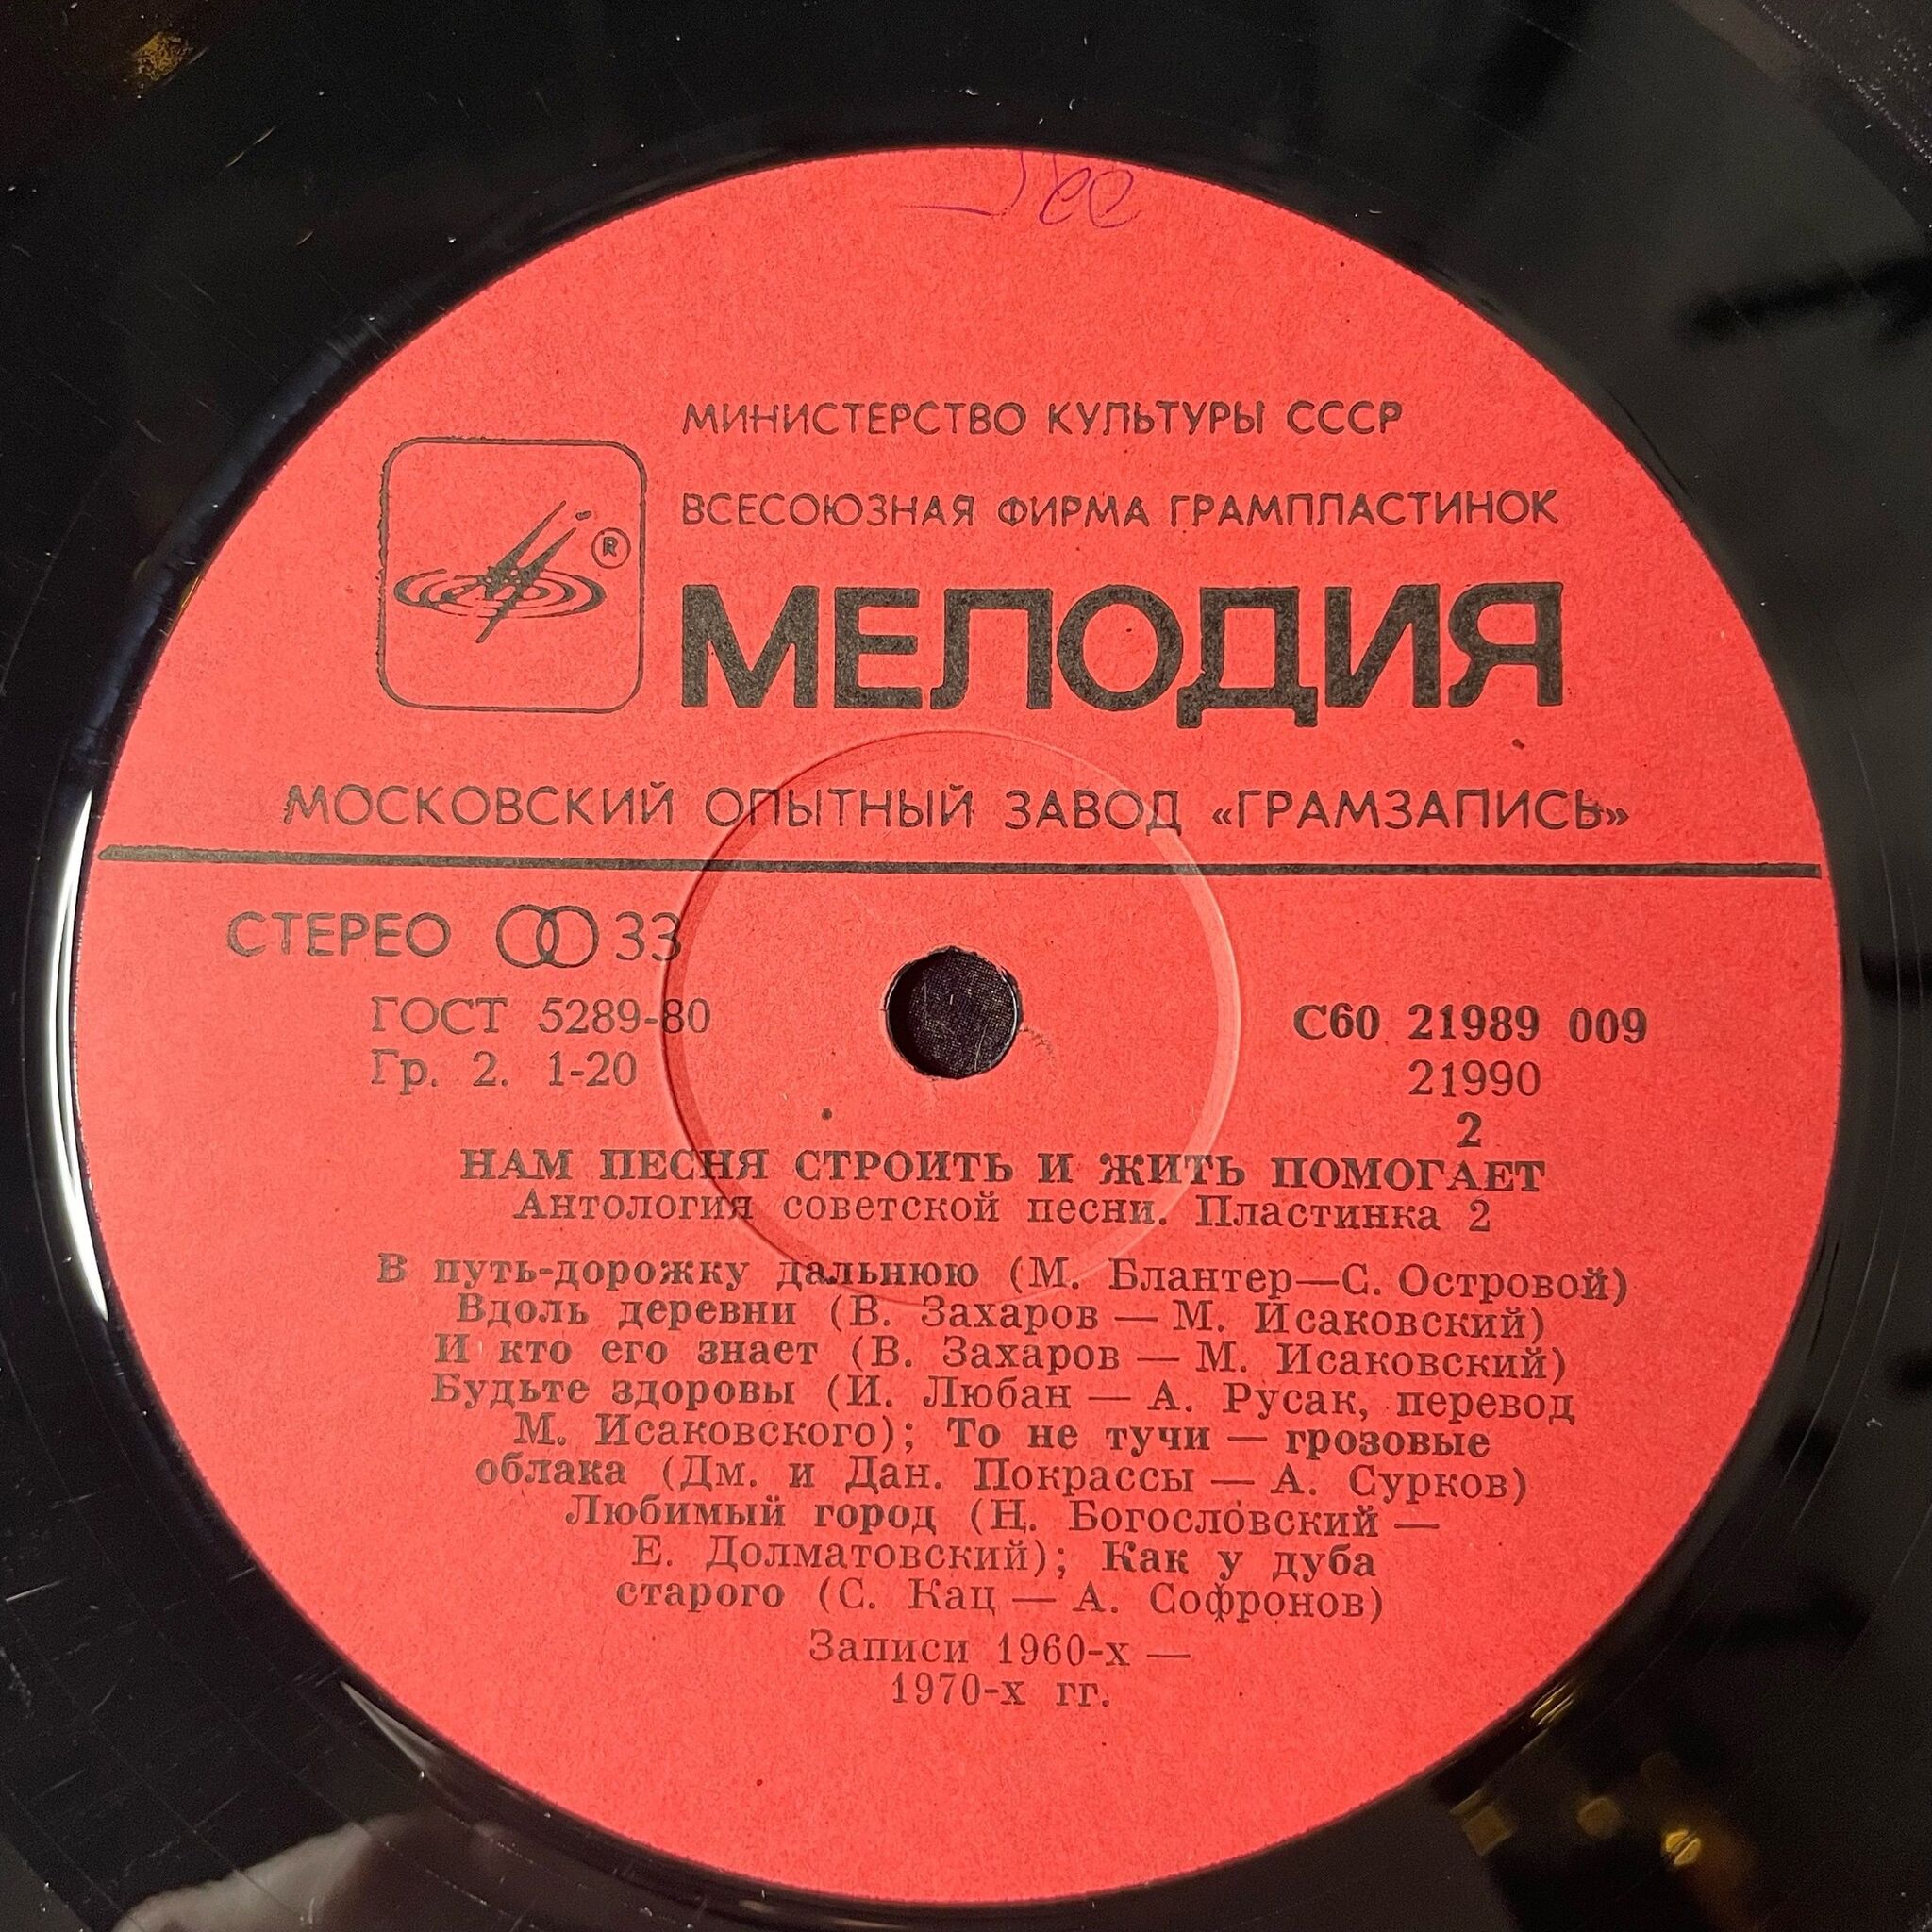 МИНИСТЕРСТВО КУЛЬТУРЫ СССР
ВСЕСОЮЗНАЯ ФИРМА ГРАМПЛАСТИНОК
®
МЕЛОДИЯ
МОСКОВСКИЙ ОПЫТНЫЙ ЗАВОД «ГРАМЗАПИСЬ»
СТЕРЕО 33
ГОСТ 5289-80
Гр. 2. 1-20
С60 21989 009
21990
2
НАМ ПЕСНЯ СТРОИТЬ И ЖИТЬ ПОМОГАЕТ
Антология советской песни. Пластинка 2
В путь-дорожку дальнюю (М. Блантер—С. Островой)
Вдоль деревни (В. Захаров — М. Исаковский)
И кто его знает (В. Захаров — М. Исаковский)
Будьте здоровы (И. Любан — А. Русак, перевод
М. Исаковского); То не тучи — грозовые
облака (Дм. и Дан. Покрассы — А. Сурков)
Любимый город (Н. Богословский —
Е. Долматовский); Как у дуба
старого (С. Кац — А. Софронов)
Записи 1960-х —
1970-х гг.